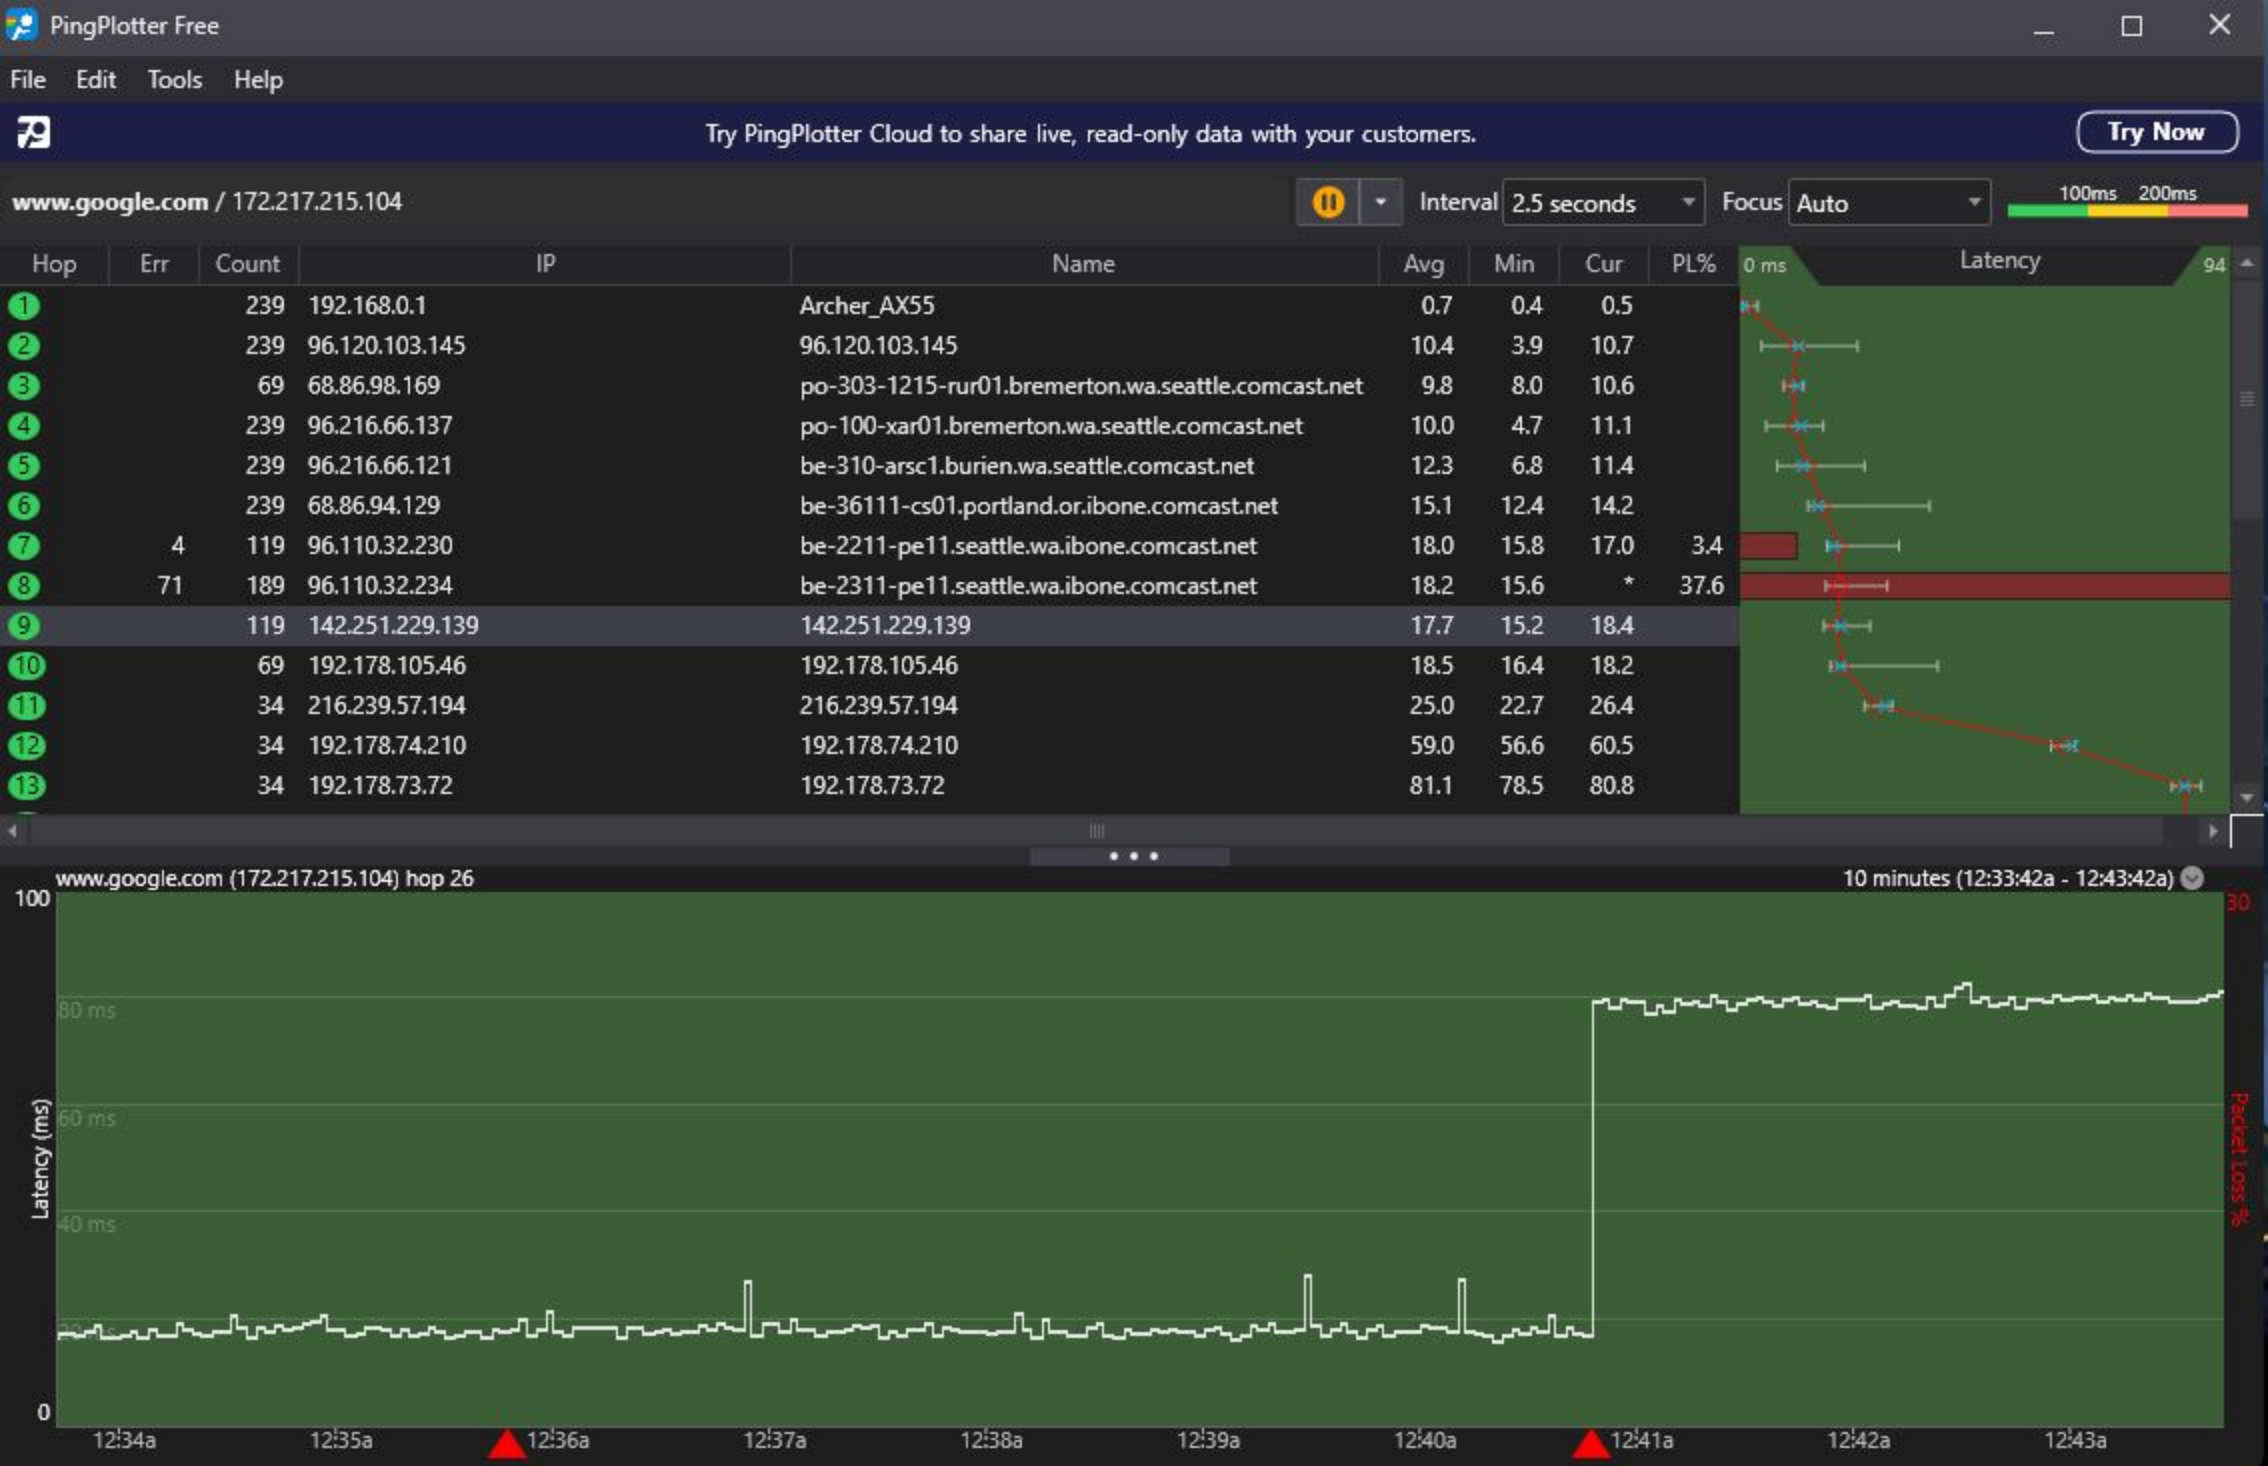 PingPlotter Free
File Edit Tools Help
Try PingPlotter Cloud to share live, read-only data with your customers. Try Now
www.google.com / 172.217.215.104 Interval 2.5 seconds Focus Auto 100ms 200ms
Hop Err Count IP Name Avg Min Cur PL% 0 ms Latency 94
1 239 192.168.0.1 Archer_AX55 0.7 0.4 0.5
2 239 96.120.103.145 96.120.103.145 10.4 3.9 10.7
3 69 68.86.98.169 po-303-1215-rur01.bremerton.wa.seattle.comcast.net 9.8 8.0 10.6
4 239 96.216.66.137 po-100-xar01.bremerton.wa.seattle.comcast.net 10.0 4.7 11.1
5 239 96.216.66.121 be-310-arsc1.burien.wa.seattle.comcast.net 12.3 6.8 11.4
6 239 68.86.94.129 be-36111-cs01.portland.or.ibone.comcast.net 15.1 12.4 14.2
7 4 119 96.110.32.230 be-2211-pe11.seattle.wa.ibone.comcast.net 18.0 15.8 17.0 3.4
8 71 189 96.110.32.234 be-2311-pe11.seattle.wa.ibone.comcast.net 18.2 15.6 * 37.6
9 119 142.251.229.139 142.251.229.139 17.7 15.2 18.4
10 69 192.178.105.46 192.178.105.46 18.5 16.4 18.2
11 34 216.239.57.194 216.239.57.194 25.0 22.7 26.4
12 34 192.178.74.210 192.178.74.210 59.0 56.6 60.5
13 34 192.178.73.72 192.178.73.72 81.1 78.5 80.8
www.google.com (172.217.215.104) hop 26 10 minutes (12:33:42a - 12:43:42a)
100 30
80 ms
60 ms
Latency (ms)
Packet Loss %
40 ms
20 ms
0
12:34a 12:35a 12:36a 12:37a 12:38a 12:39a 12:40a 12:41a 12:42a 12:43a